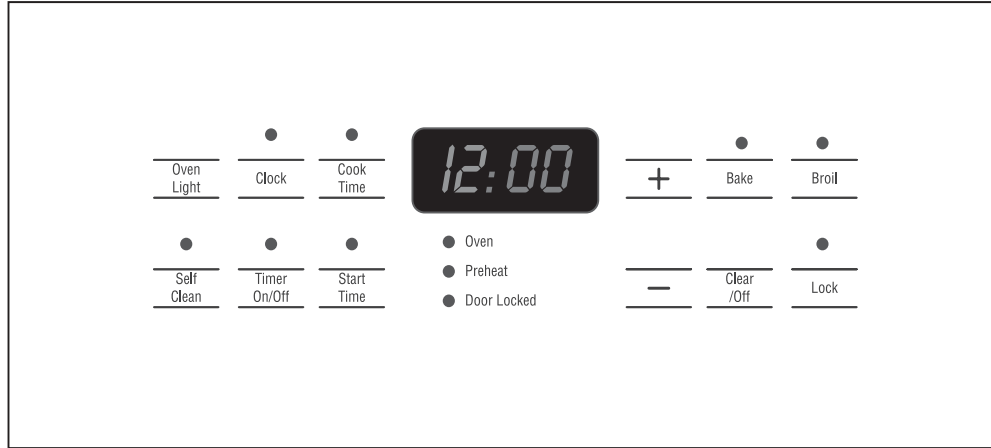 12:00
Oven
Light
Clock
Cook
Time
+
Bake
Broil
Oven
Preheat
Door Locked
Self
Clean
Timer
On/Off
Start
Time
−
Clear
/Off
Lock